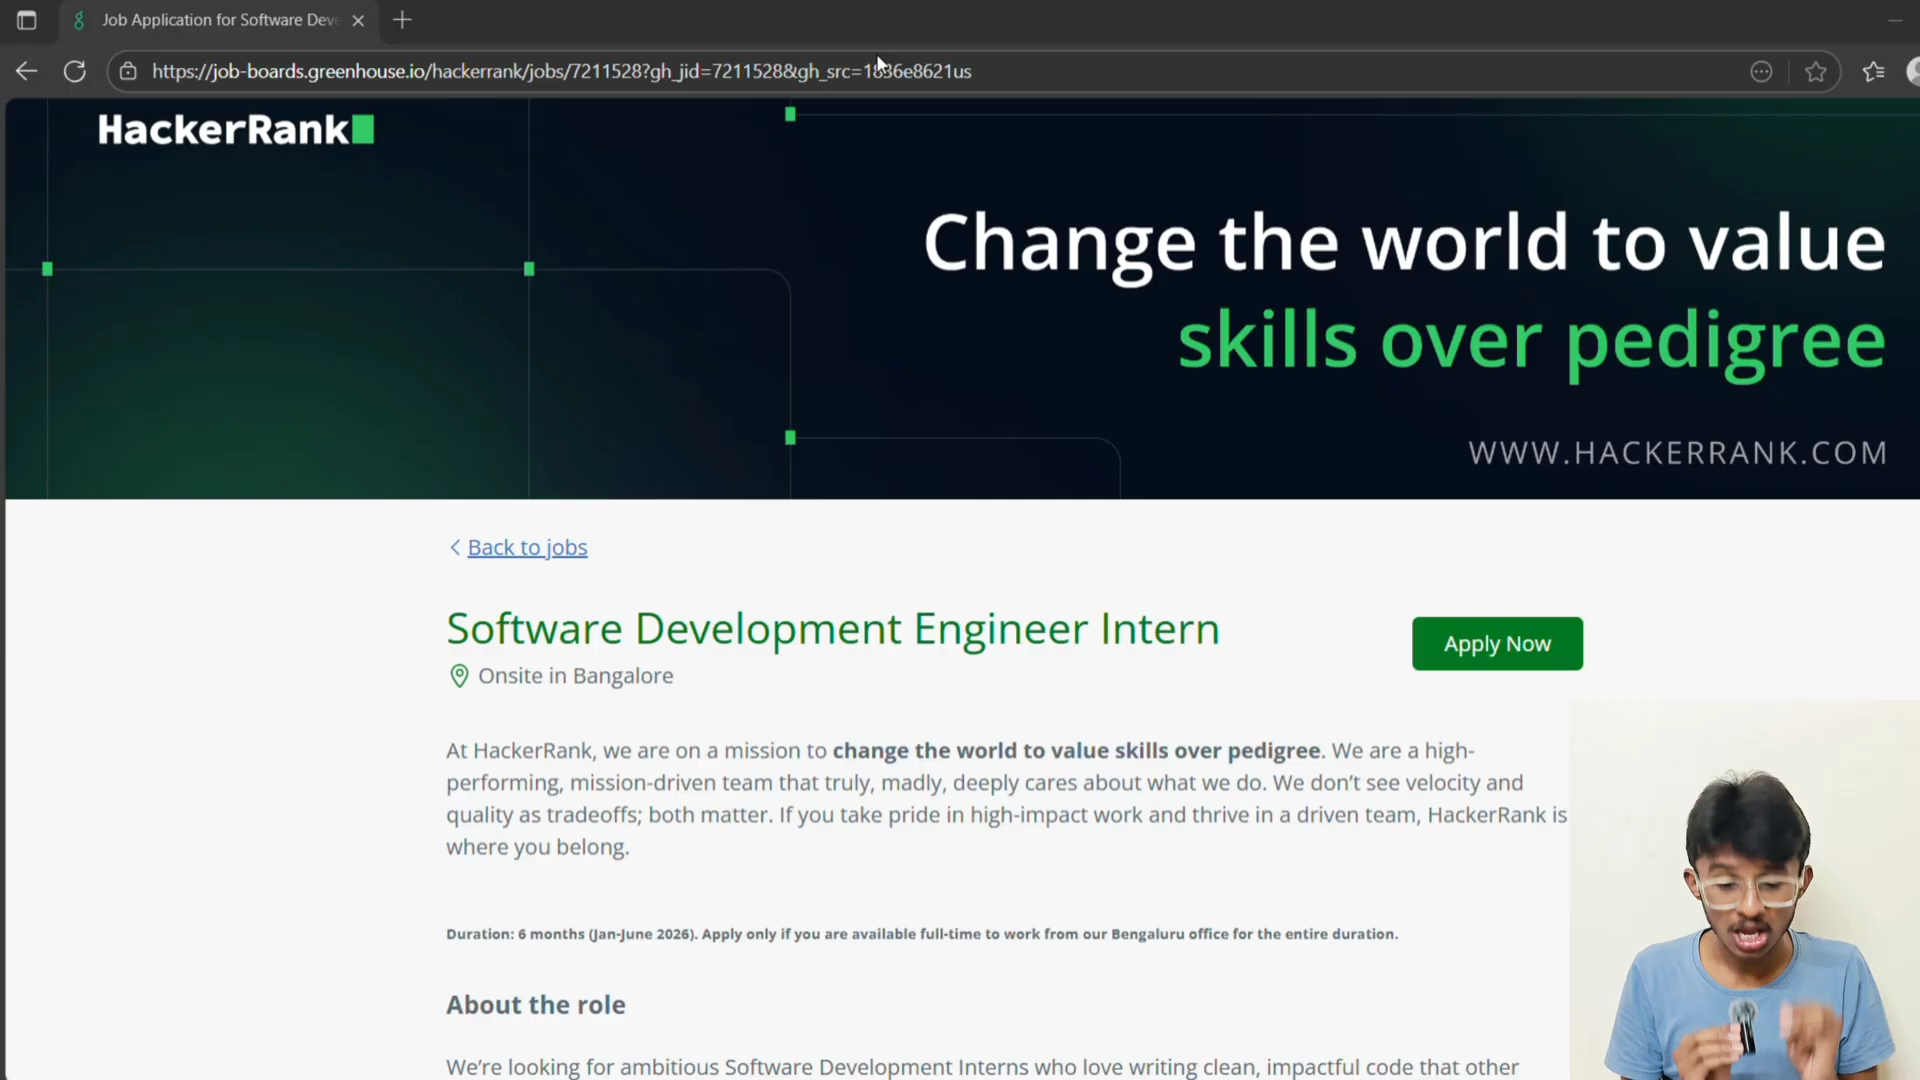 Job Application for Software Deve
https://job-boards.greenhouse.io/hackerrank/jobs/7211528?gh_jid=7211528&gh_src=1836e8621us
HackerRank
Change the world to value
skills over pedigree
WWW.HACKERRANK.COM
Back to jobs
Software Development Engineer Intern
Apply Now
Onsite in Bangalore
At HackerRank, we are on a mission to change the world to value skills over pedigree. We are a high-
performing, mission-driven team that truly, madly, deeply cares about what we do. We don’t see velocity and
quality as tradeoffs; both matter. If you take pride in high-impact work and thrive in a driven team, HackerRank is
where you belong.
Duration: 6 months (Jan-June 2026). Apply only if you are available full-time to work from our Bengaluru office for the entire duration.
About the role
We’re looking for ambitious Software Development Interns who love writing clean, impactful code that other